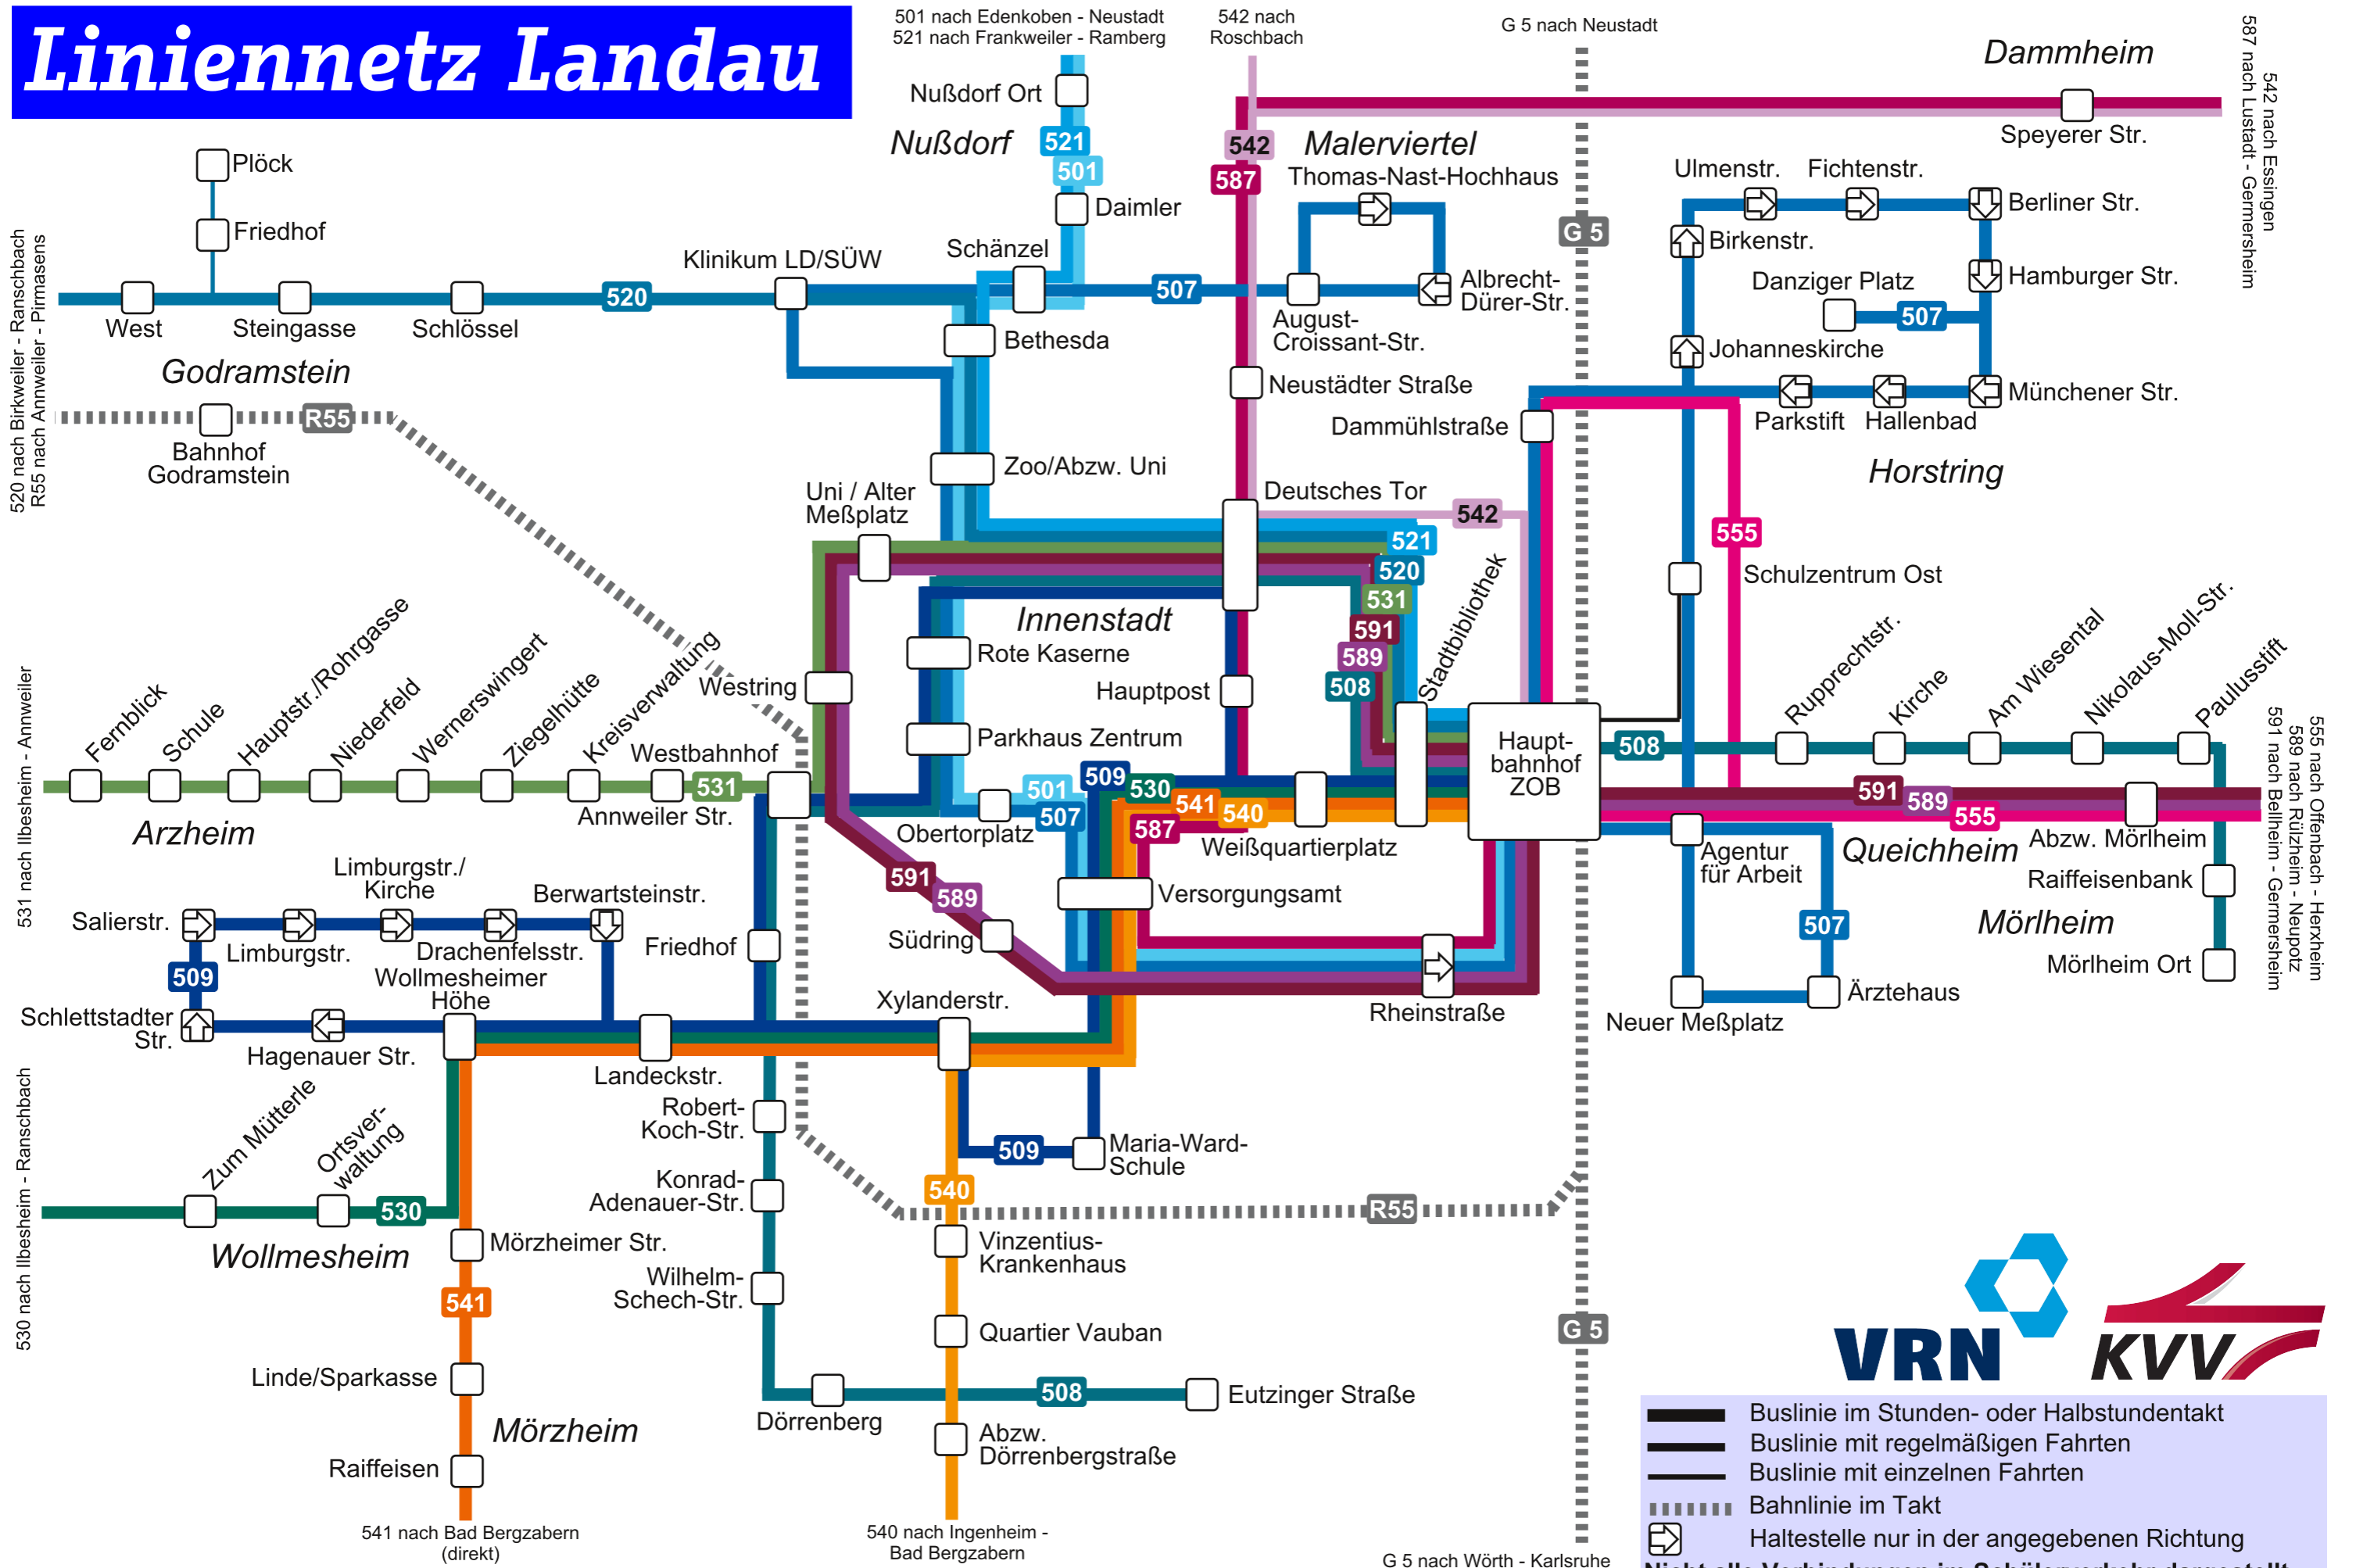 Liniennetz Landau
501 nach Edenkoben - Neustadt
521 nach Frankweiler - Ramberg
542 nach
Roschbach
G 5 nach Neustadt
587 nach Lustadt - Germersheim
542 nach Essingen
Dammheim
Speyerer Str.
Nußdorf Ort
Nußdorf
521
501
Daimler
542
587
Malerviertel
Thomas-Nast-Hochhaus
Albrecht-
Dürer-Str.
August-
Croissant-Str.
507
Schänzel
Klinikum LD/SÜW
Bethesda
Plöck
Friedhof
West
Steingasse
Schlössel
520
Godramstein
520 nach Birkweiler - Ranschbach
R55 nach Annweiler - Pirmasens
R55
Bahnhof
Godramstein
G 5
Ulmenstr.
Fichtenstr.
Berliner Str.
Birkenstr.
Danziger Platz
Hamburger Str.
507
Johanneskirche
Münchener Str.
Parkstift
Hallenbad
Horstring
Neustädter Straße
Dammühlstraße
Zoo/Abzw. Uni
Uni / Alter
Meßplatz
Deutsches Tor
542
521
520
531
591
589
508
Stadtbibliothek
555
Schulzentrum Ost
Innenstadt
Rote Kaserne
Hauptpost
Westring
Parkhaus Zentrum
531 nach Ilbesheim - Annweiler
Fernblick
Schule
Hauptstr./Rohrgasse
Niederfeld
Wernerswingert
Ziegelhütte
Kreisverwaltung
Westbahnhof
531
Annweiler Str.
Arzheim
Haupt-
bahnhof
ZOB
508
Rupprechtstr.
Kirche
Am Wiesental
Nikolaus-Moll-Str.
Paulusstift
591
589
555
Abzw. Mörlheim
Queichheim
555 nach Offenbach - Herxheim
589 nach Rülzheim - Neupotz
591 nach Bellheim - Germersheim
Raiffeisenbank
Mörlheim
Mörlheim Ort
Agentur
für Arbeit
507
Ärztehaus
Neuer Meßplatz
501
507
509
530
541
540
587
Obertorplatz
Weißquartierplatz
Versorgungsamt
591
589
Südring
Rheinstraße
Limburgstr./
Kirche
Berwartsteinstr.
Salierstr.
Limburgstr.
Drachenfelsstr.
Friedhof
509
Wollmesheimer
Höhe
Schlettstadter
Str.
Hagenauer Str.
Landeckstr.
Xylanderstr.
509
Maria-Ward-
Schule
530 nach Ilbesheim - Ranschbach
Zum Mütterle
Ortsver-
waltung
530
Wollmesheim
Robert-
Koch-Str.
Konrad-
Adenauer-Str.
Wilhelm-
Schech-Str.
540
R55
Vinzentius-
Krankenhaus
Quartier Vauban
Mörzheimer Str.
541
Linde/Sparkasse
Mörzheim
Raiffeisen
Dörrenberg
508
Eutzinger Straße
Abzw.
Dörrenbergstraße
541 nach Bad Bergzabern
(direkt)
540 nach Ingenheim -
Bad Bergzabern
G 5
G 5 nach Wörth - Karlsruhe
VRN
KVV
Buslinie im Stunden- oder Halbstundentakt
Buslinie mit regelmäßigen Fahrten
Buslinie mit einzelnen Fahrten
Bahnlinie im Takt
Haltestelle nur in der angegebenen Richtung
Nicht alle Verbindungen im Schülerverkehr dargestellt